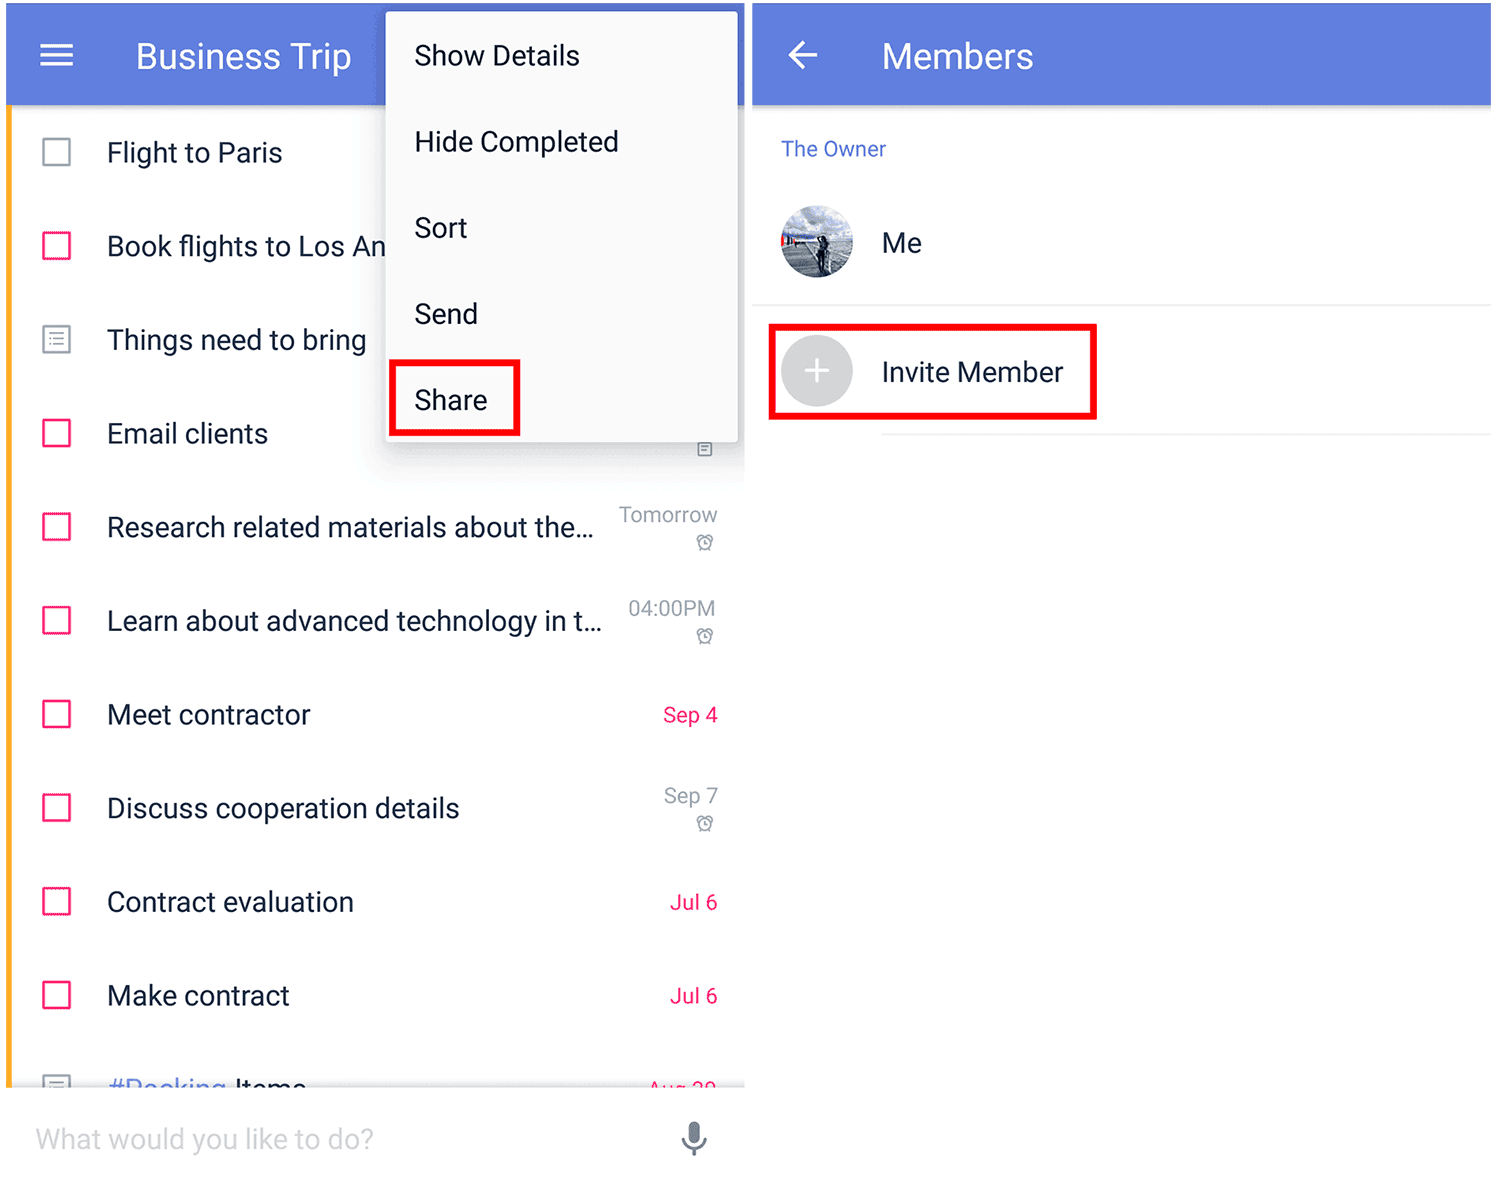 Business Trip
Show Details
Hide Completed
Sort
Send
Share
Flight to Paris
Book flights to Los An
Things need to bring
Email clients
Research related materials about the...
Tomorrow
Learn about advanced technology in t...
04:00PM
Meet contractor
Sep 4
Discuss cooperation details
Sep 7
Contract evaluation
Jul 6
Make contract
Jul 6
#Packing Items
What would you like to do?
Members
The Owner
Me
Invite Member